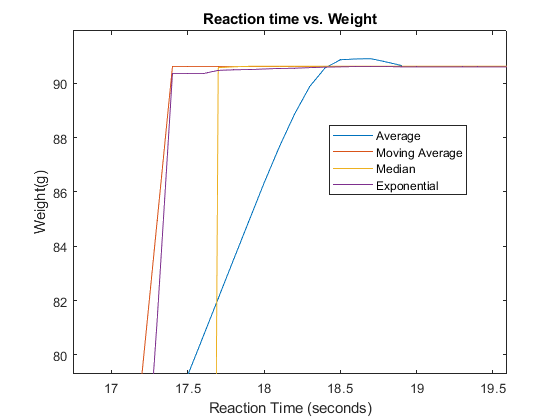 Reaction time vs. Weight
90
88
86
84
82
80
Weight(g)
Average
Moving Average
Median
Exponential
17
17.5
18
18.5
19
19.5
Reaction Time (seconds)